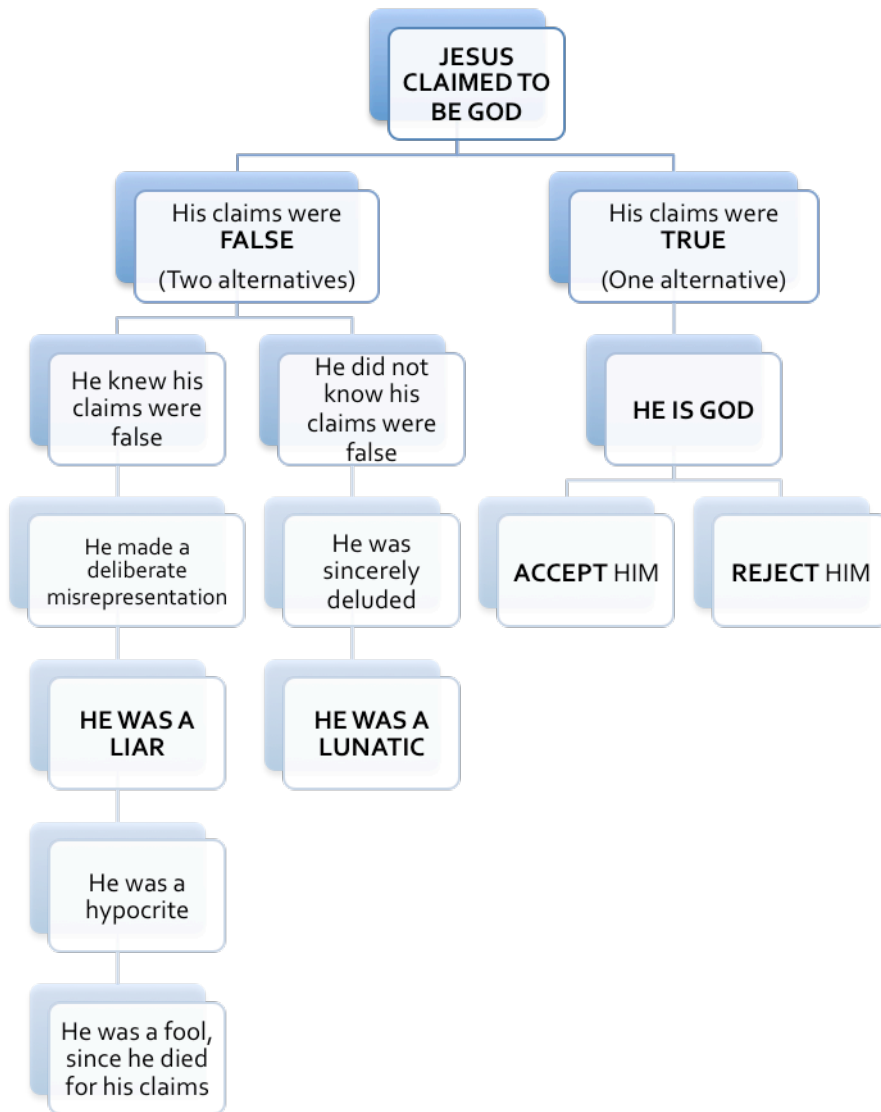 JESUS
CLAIMED TO
BE GOD
His claims were
FALSE
(Two alternatives)
His claims were
TRUE
(One alternative)
He knew his
claims were
false
He did not
know his
claims were
false
HE IS GOD
He made a
deliberate
misrepresentation
He was
sincerely
deluded
ACCEPT HIM
REJECT HIM
HE WAS A
LIAR
HE WAS A
LUNATIC
He was a
hypocrite
He was a fool,
since he died
for his claims